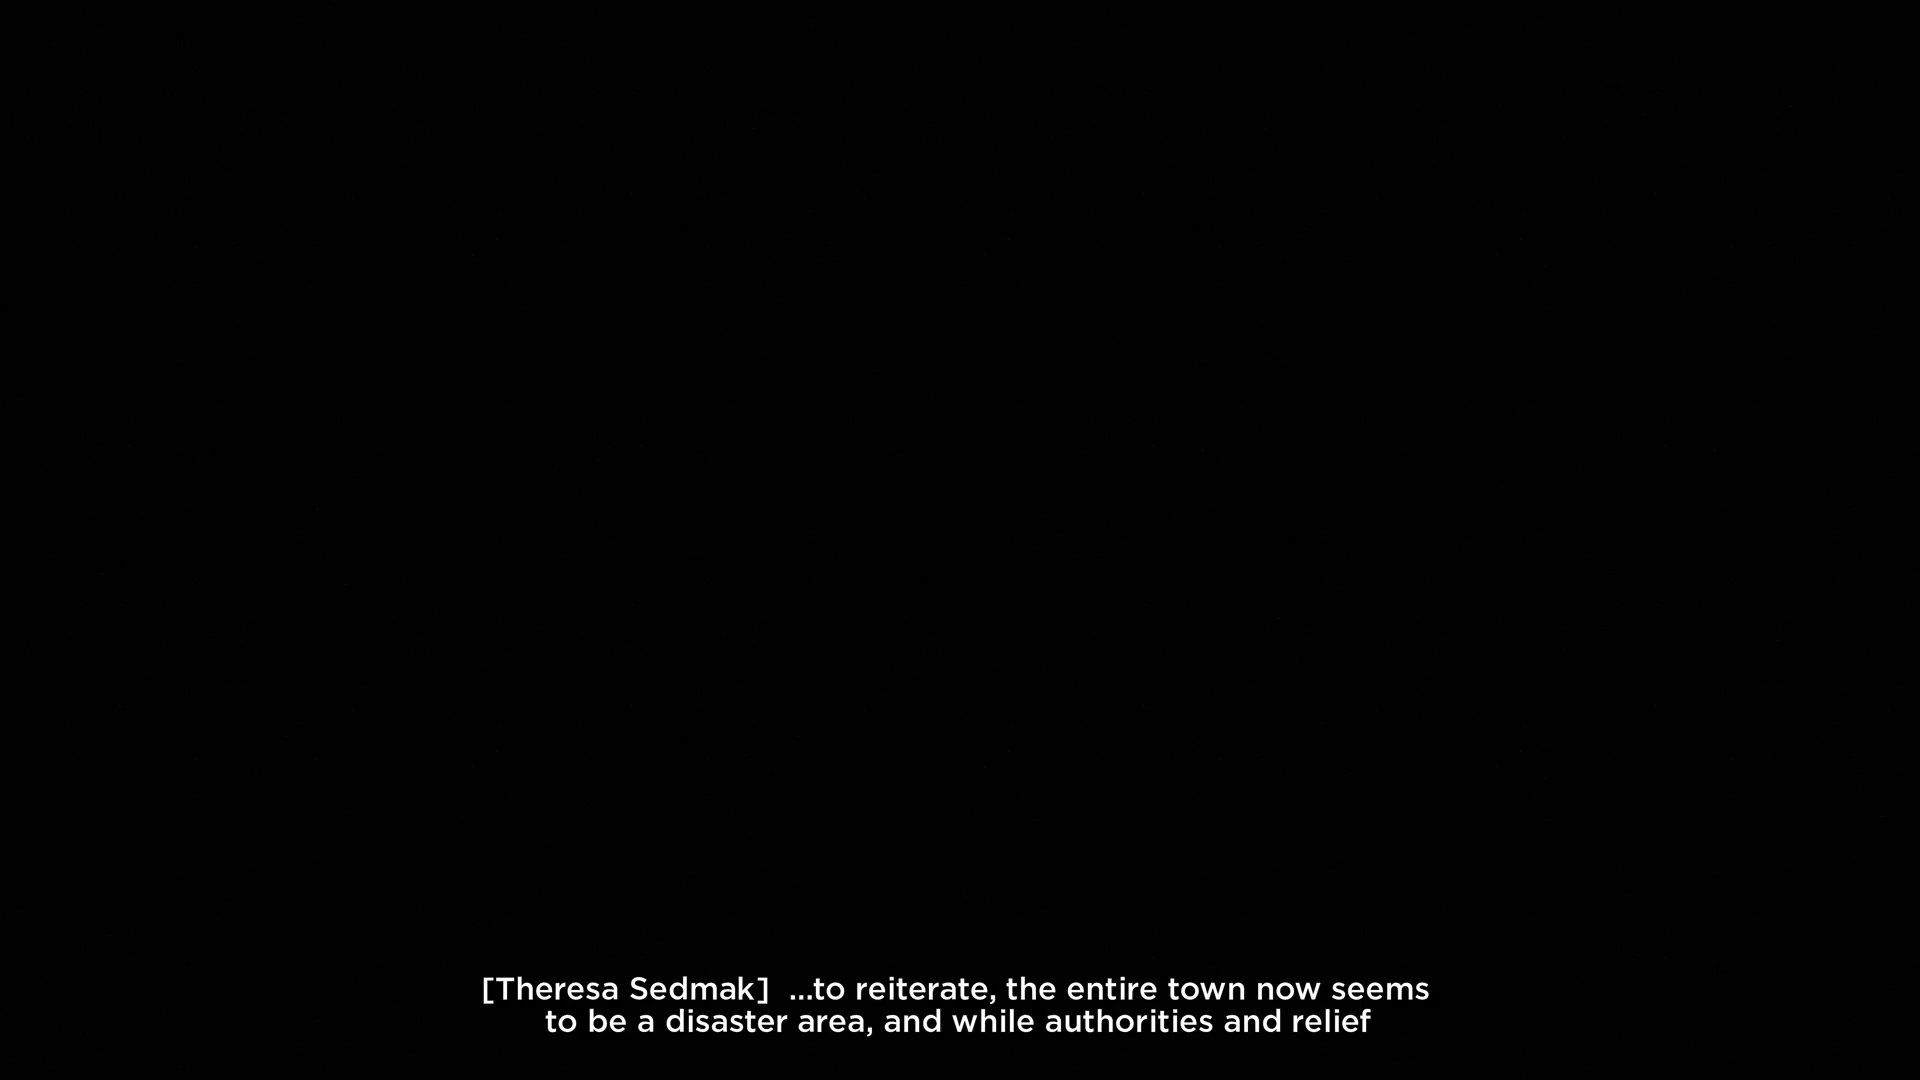 [Theresa Sedmak]  ...to reiterate, the entire town now seems
to be a disaster area, and while authorities and relief